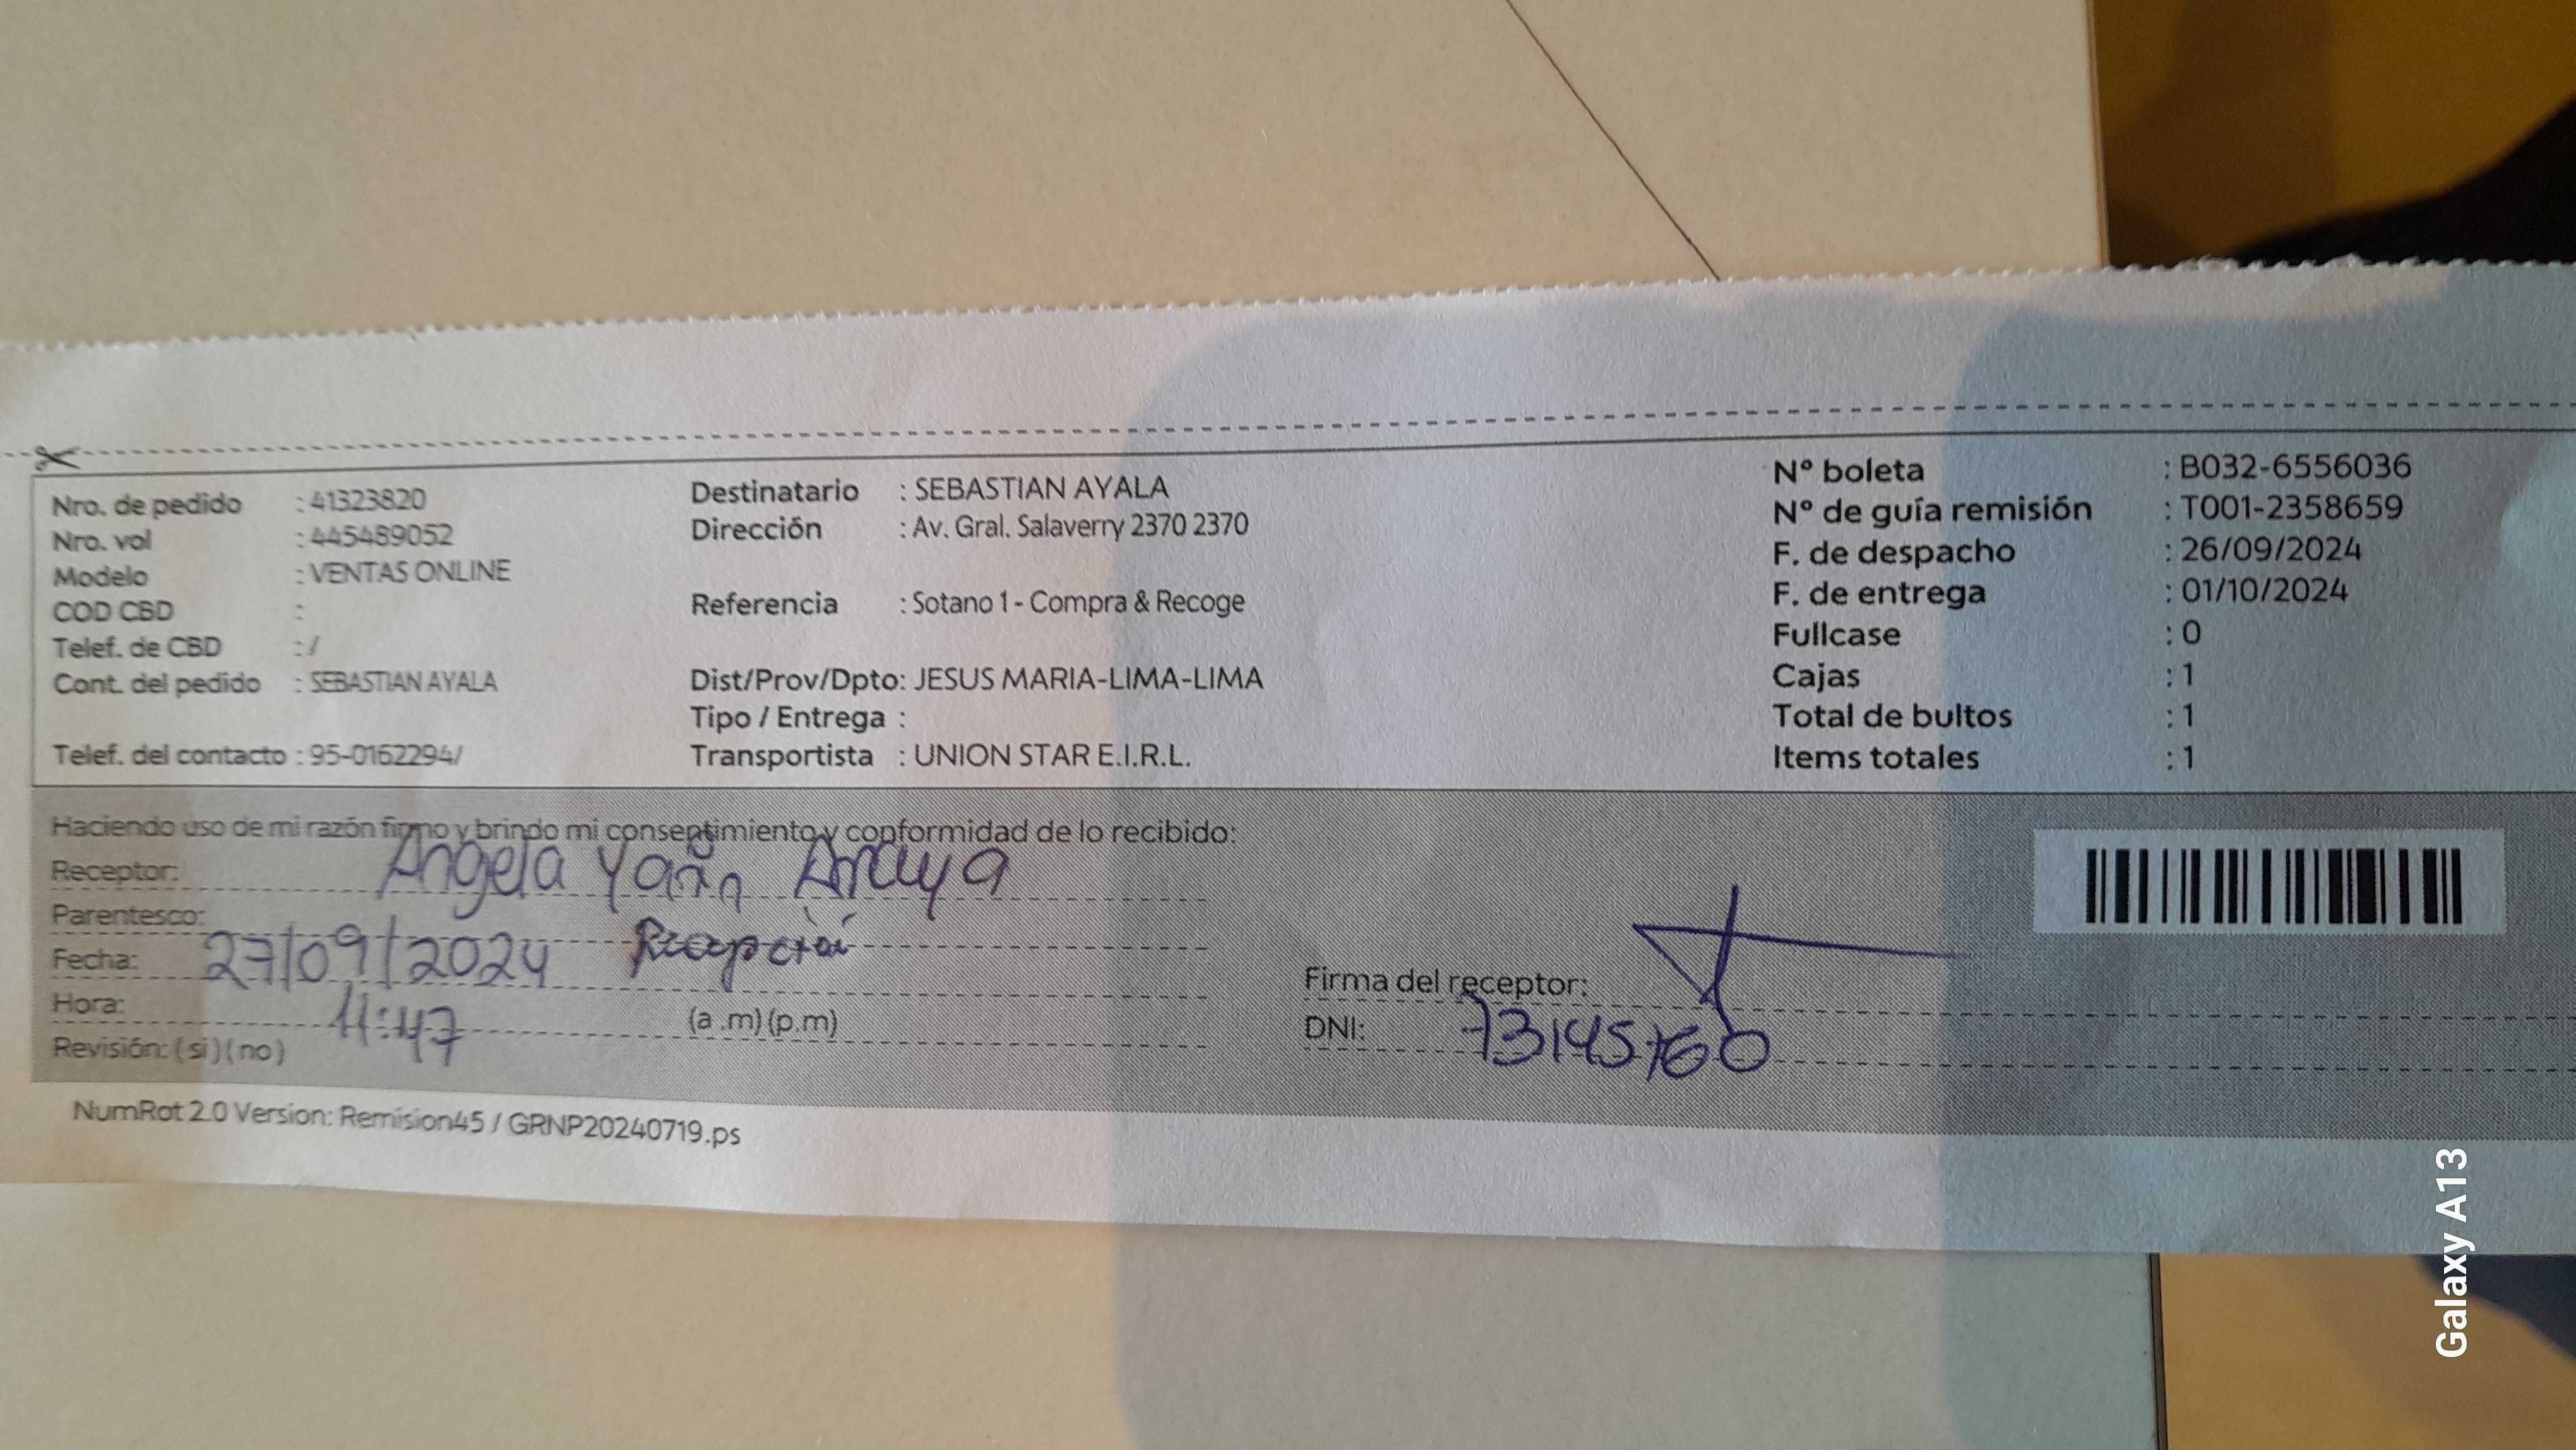 Nro. de pedido : 41323820
Nro. vol : 445489052
Modelo : VENTAS ONLINE
COD CBD :
Telef. de CBD : /
Cont. del pedido : SEBASTIAN AYALA
Telef. del contacto : 95-0162294/
Destinatario : SEBASTIAN AYALA
Dirección : Av. Gral. Salaverry 2370 2370
Referencia : Sotano 1 - Compra & Recoge
Dist/Prov/Dpto: JESUS MARIA-LIMA-LIMA
Tipo / Entrega :
Transportista : UNION STAR E.I.R.L.
Nº boleta : B032-6556036
Nº de guía remisión : T001-2358659
F. de despacho : 26/09/2024
F. de entrega : 01/10/2024
Fullcase : 0
Cajas : 1
Total de bultos : 1
Items totales : 1
Haciendo uso de mi razón firmo y brindo mi consentimiento y conformidad de lo recibido:
Receptor: Angela
Parentesco:
Fecha: 27/09/2024
Hora: 11:47 (a .m) (p.m)
Revisión: ( si ) ( no )
Firma del receptor:
DNI:
NumRot 2.0 Version: Remision45 / GRNP20240719.ps
Galaxy A13